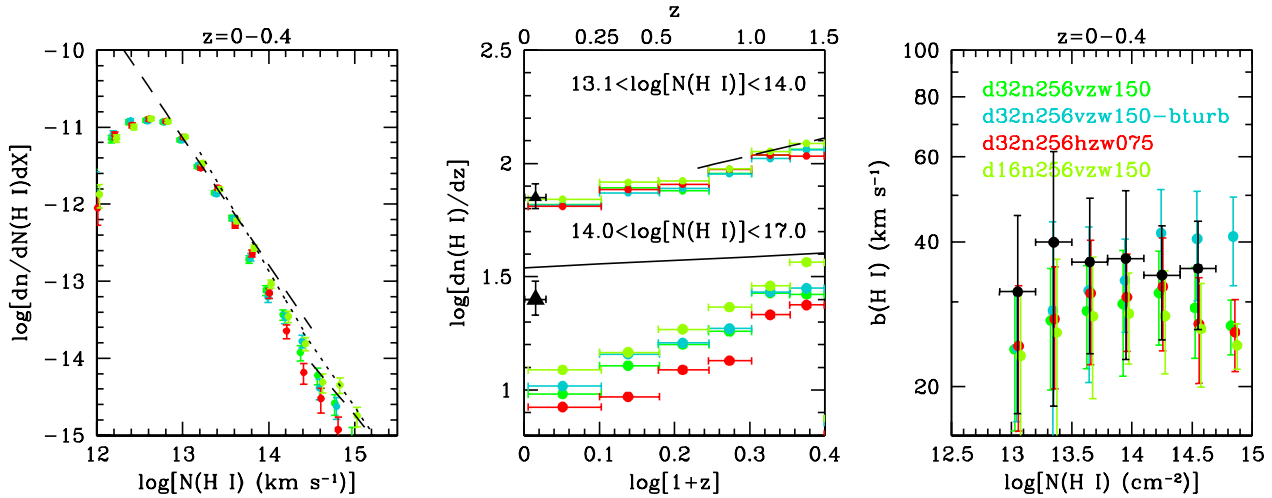 z=0−0.4
−10
−11
−12
−13
−14
−15
12
13
14
15
log[N(H I) (km s⁻¹)]
log[dn/dN(H I)dX]
z
0
0.25
0.5
1.0
1.5
2.5
2
1.5
1
13.1<log[N(H I)]<14.0
14.0<log[N(H I)]<17.0
0
0.1
0.2
0.3
0.4
log[1+z]
log[dn(H I)/dz]
z=0−0.4
100
80
60
40
20
d32n256vzw150
d32n256vzw150−bturb
d32n256hzw075
d16n256vzw150
12.5
13
13.5
14
14.5
15
log[N(H I) (cm⁻²)]
b(H I) (km s⁻¹)